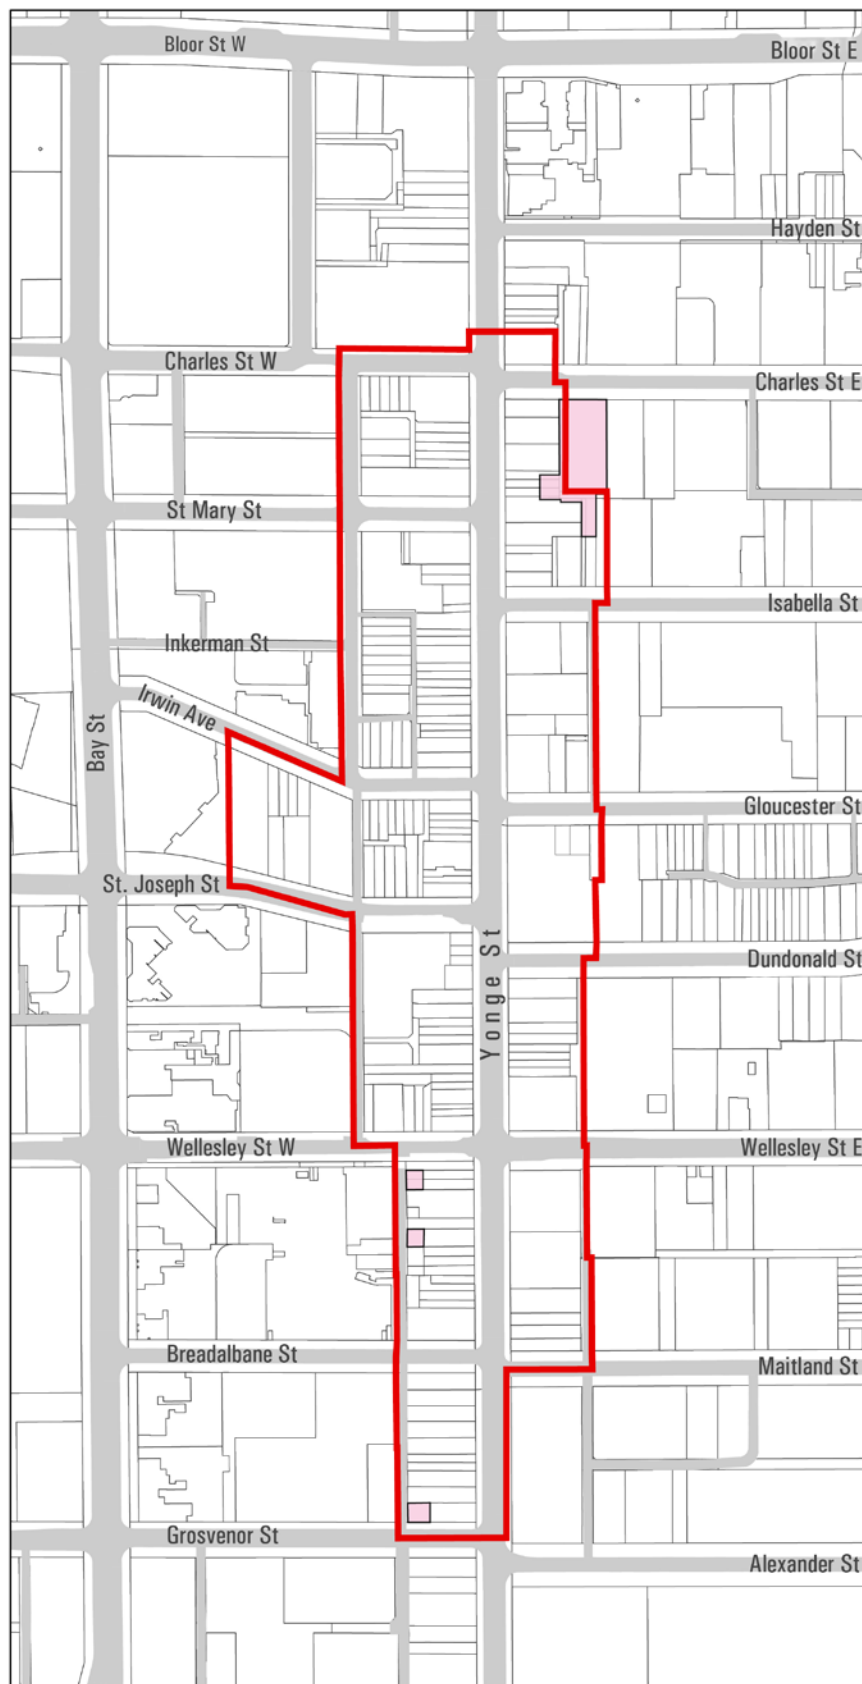 Bloor St W
Bloor St E
Hayden St
Charles St W
Charles St E
St Mary St
Isabella St
Inkerman St
Irwin Ave
Bay St
Gloucester St
St. Joseph St
Yonge St
Dundonald St
Wellesley St W
Wellesley St E
Breadalbane St
Maitland St
Grosvenor St
Alexander St